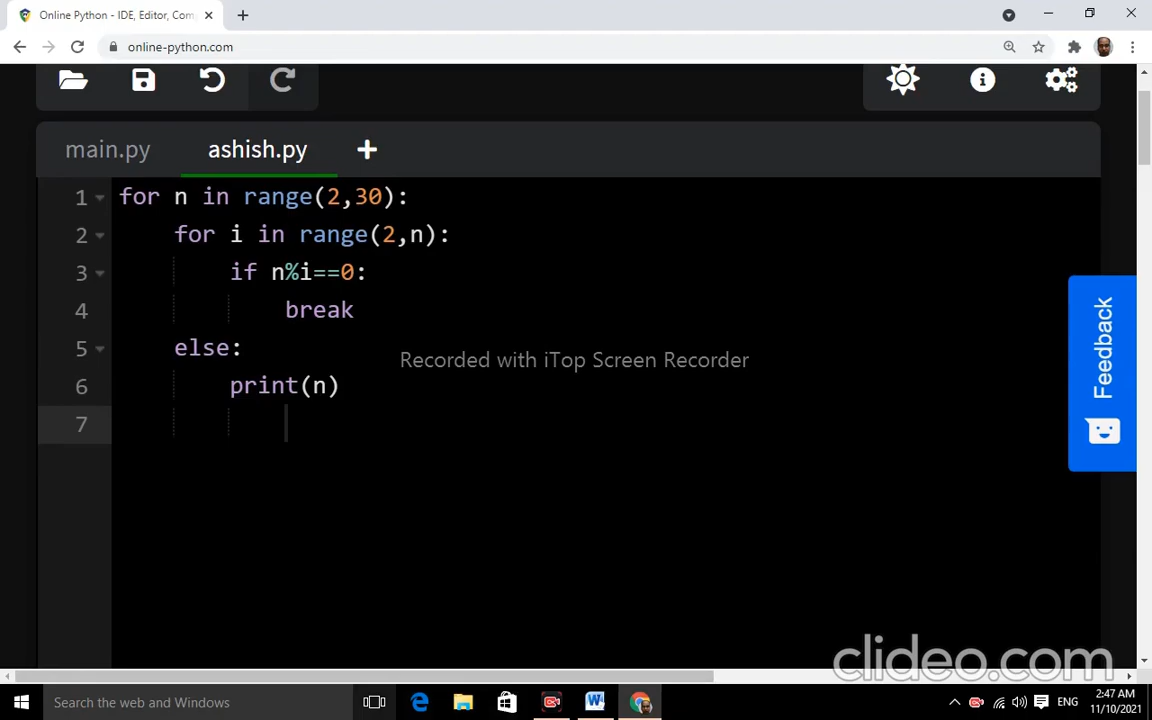 Online Python - IDE, Editor, Com
online-python.com
main.py
ashish.py
1 for n in range(2,30):
2 for i in range(2,n):
3 if n%i==0:
4 break
5 else:
6 print(n)
7
Recorded with iTop Screen Recorder
Feedback
clideo.com
Search the web and Windows
ENG
2:47 AM
11/10/2021